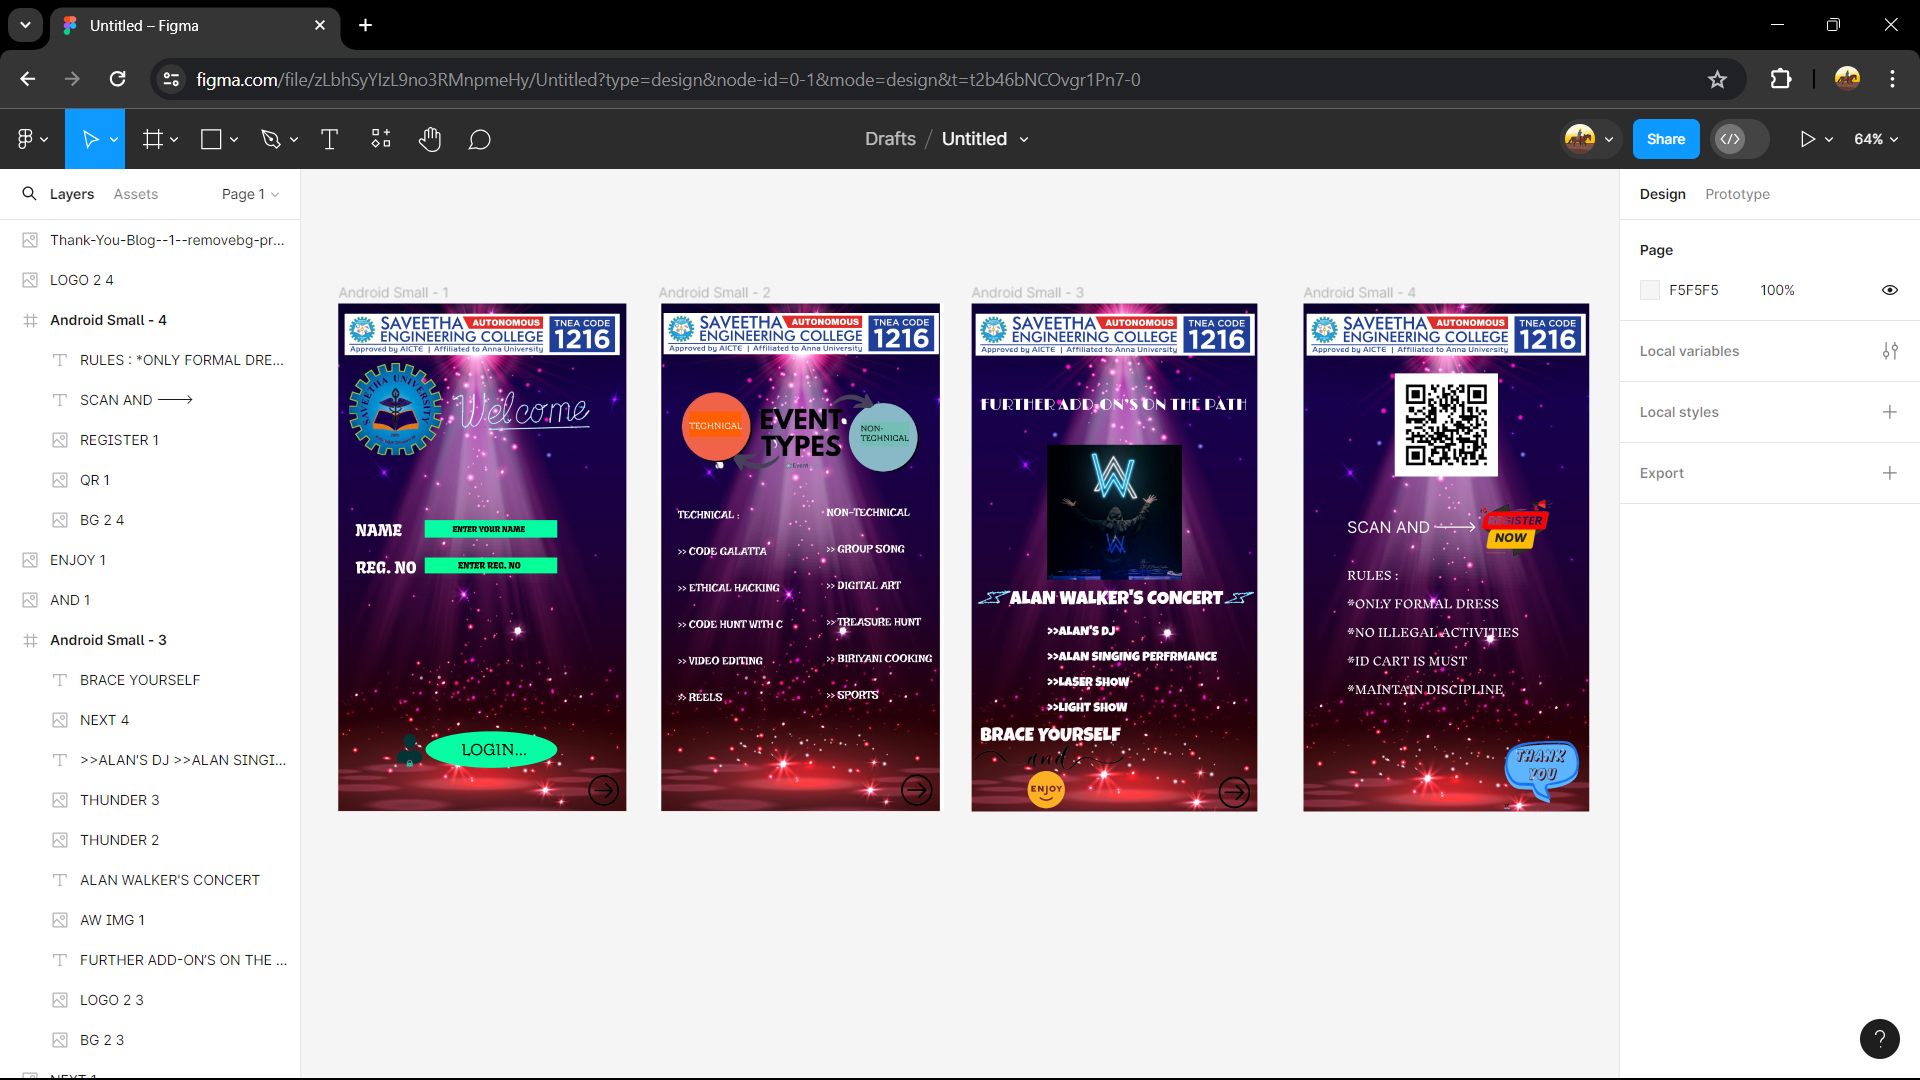 Untitled – Figma
figma.com/file/zLbhSyYIzL9no3RMnpmeHy/Untitled?type=design&node-id=0-1&mode=design&t=t2b46bNCOvgr1Pn7-0
Drafts / Untitled
Share
64%
Layers
Assets
Page 1
Thank-You-Blog--1--removebg-pr...
LOGO 2 4
Android Small - 4
RULES : *ONLY FORMAL DRE...
SCAN AND ⟶
REGISTER 1
QR 1
BG 2 4
ENJOY 1
AND 1
Android Small - 3
BRACE YOURSELF
NEXT 4
>>ALAN'S DJ >>ALAN SINGI...
THUNDER 3
THUNDER 2
ALAN WALKER'S CONCERT
AW IMG 1
FURTHER ADD-ON'S ON THE ...
LOGO 2 3
BG 2 3
NEXT 1
Android Small - 1
SAVEETHA AUTONOMOUS
ENGINEERING COLLEGE
Approved by AICTE | Affiliated to Anna University
TNEA CODE
1216
SAVEETHA UNIVERSITY
Welcome
NAME
ENTER YOUR NAME
REG. NO
ENTER REG. NO
LOGIN...
Android Small - 2
SAVEETHA AUTONOMOUS
ENGINEERING COLLEGE
Approved by AICTE | Affiliated to Anna University
TNEA CODE
1216
TECHNICAL
EVENT
TYPES
NON-
TECHNICAL
TECHNICAL :
>> CODE GALATTA
>> ETHICAL HACKING
>> CODE HUNT WITH C
>> VIDEO EDITING
>> REELS
NON-TECHNICAL
>> GROUP SONG
>> DIGITAL ART
>> TREASURE HUNT
>> BIRIYANI COOKING
>> SPORTS
Android Small - 3
SAVEETHA AUTONOMOUS
ENGINEERING COLLEGE
Approved by AICTE | Affiliated to Anna University
TNEA CODE
1216
FURTHER ADD-ON'S ON THE PATH
ALAN WALKER'S CONCERT
>>ALAN'S DJ
>>ALAN SINGING PERFRMANCE
>>LASER SHOW
>>LIGHT SHOW
BRACE YOURSELF
and
ENJOY
Android Small - 4
SAVEETHA AUTONOMOUS
ENGINEERING COLLEGE
Approved by AICTE | Affiliated to Anna University
TNEA CODE
1216
SCAN AND ⟶
REGISTER
NOW
RULES :
*ONLY FORMAL DRESS
*NO ILLEGAL ACTIVITIES
*ID CART IS MUST
*MAINTAIN DISCIPLINE
THANK
YOU
Design
Prototype
Page
F5F5F5
100%
Local variables
Local styles
Export
?